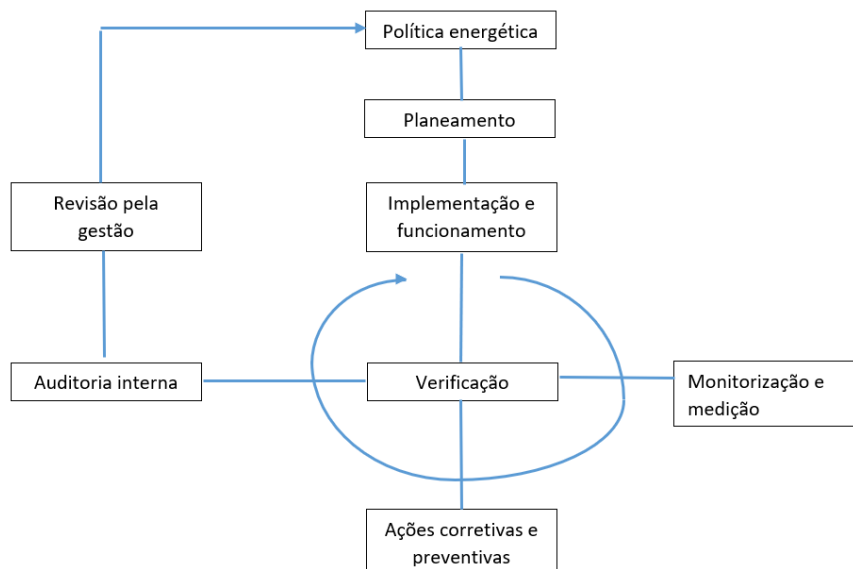 Política energética
Planeamento
Revisão pela
gestão
Implementação e
funcionamento
Auditoria interna
Verificação
Monitorização e
medição
Ações corretivas e
preventivas